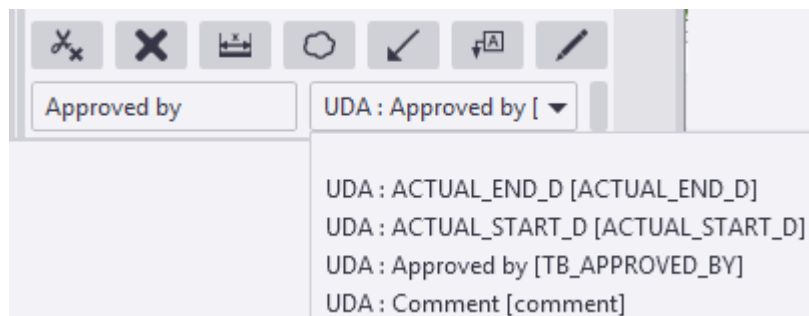 Approved by
UDA : Approved by [
UDA : ACTUAL_END_D [ACTUAL_END_D]
UDA : ACTUAL_START_D [ACTUAL_START_D]
UDA : Approved by [TB_APPROVED_BY]
UDA : Comment [comment]